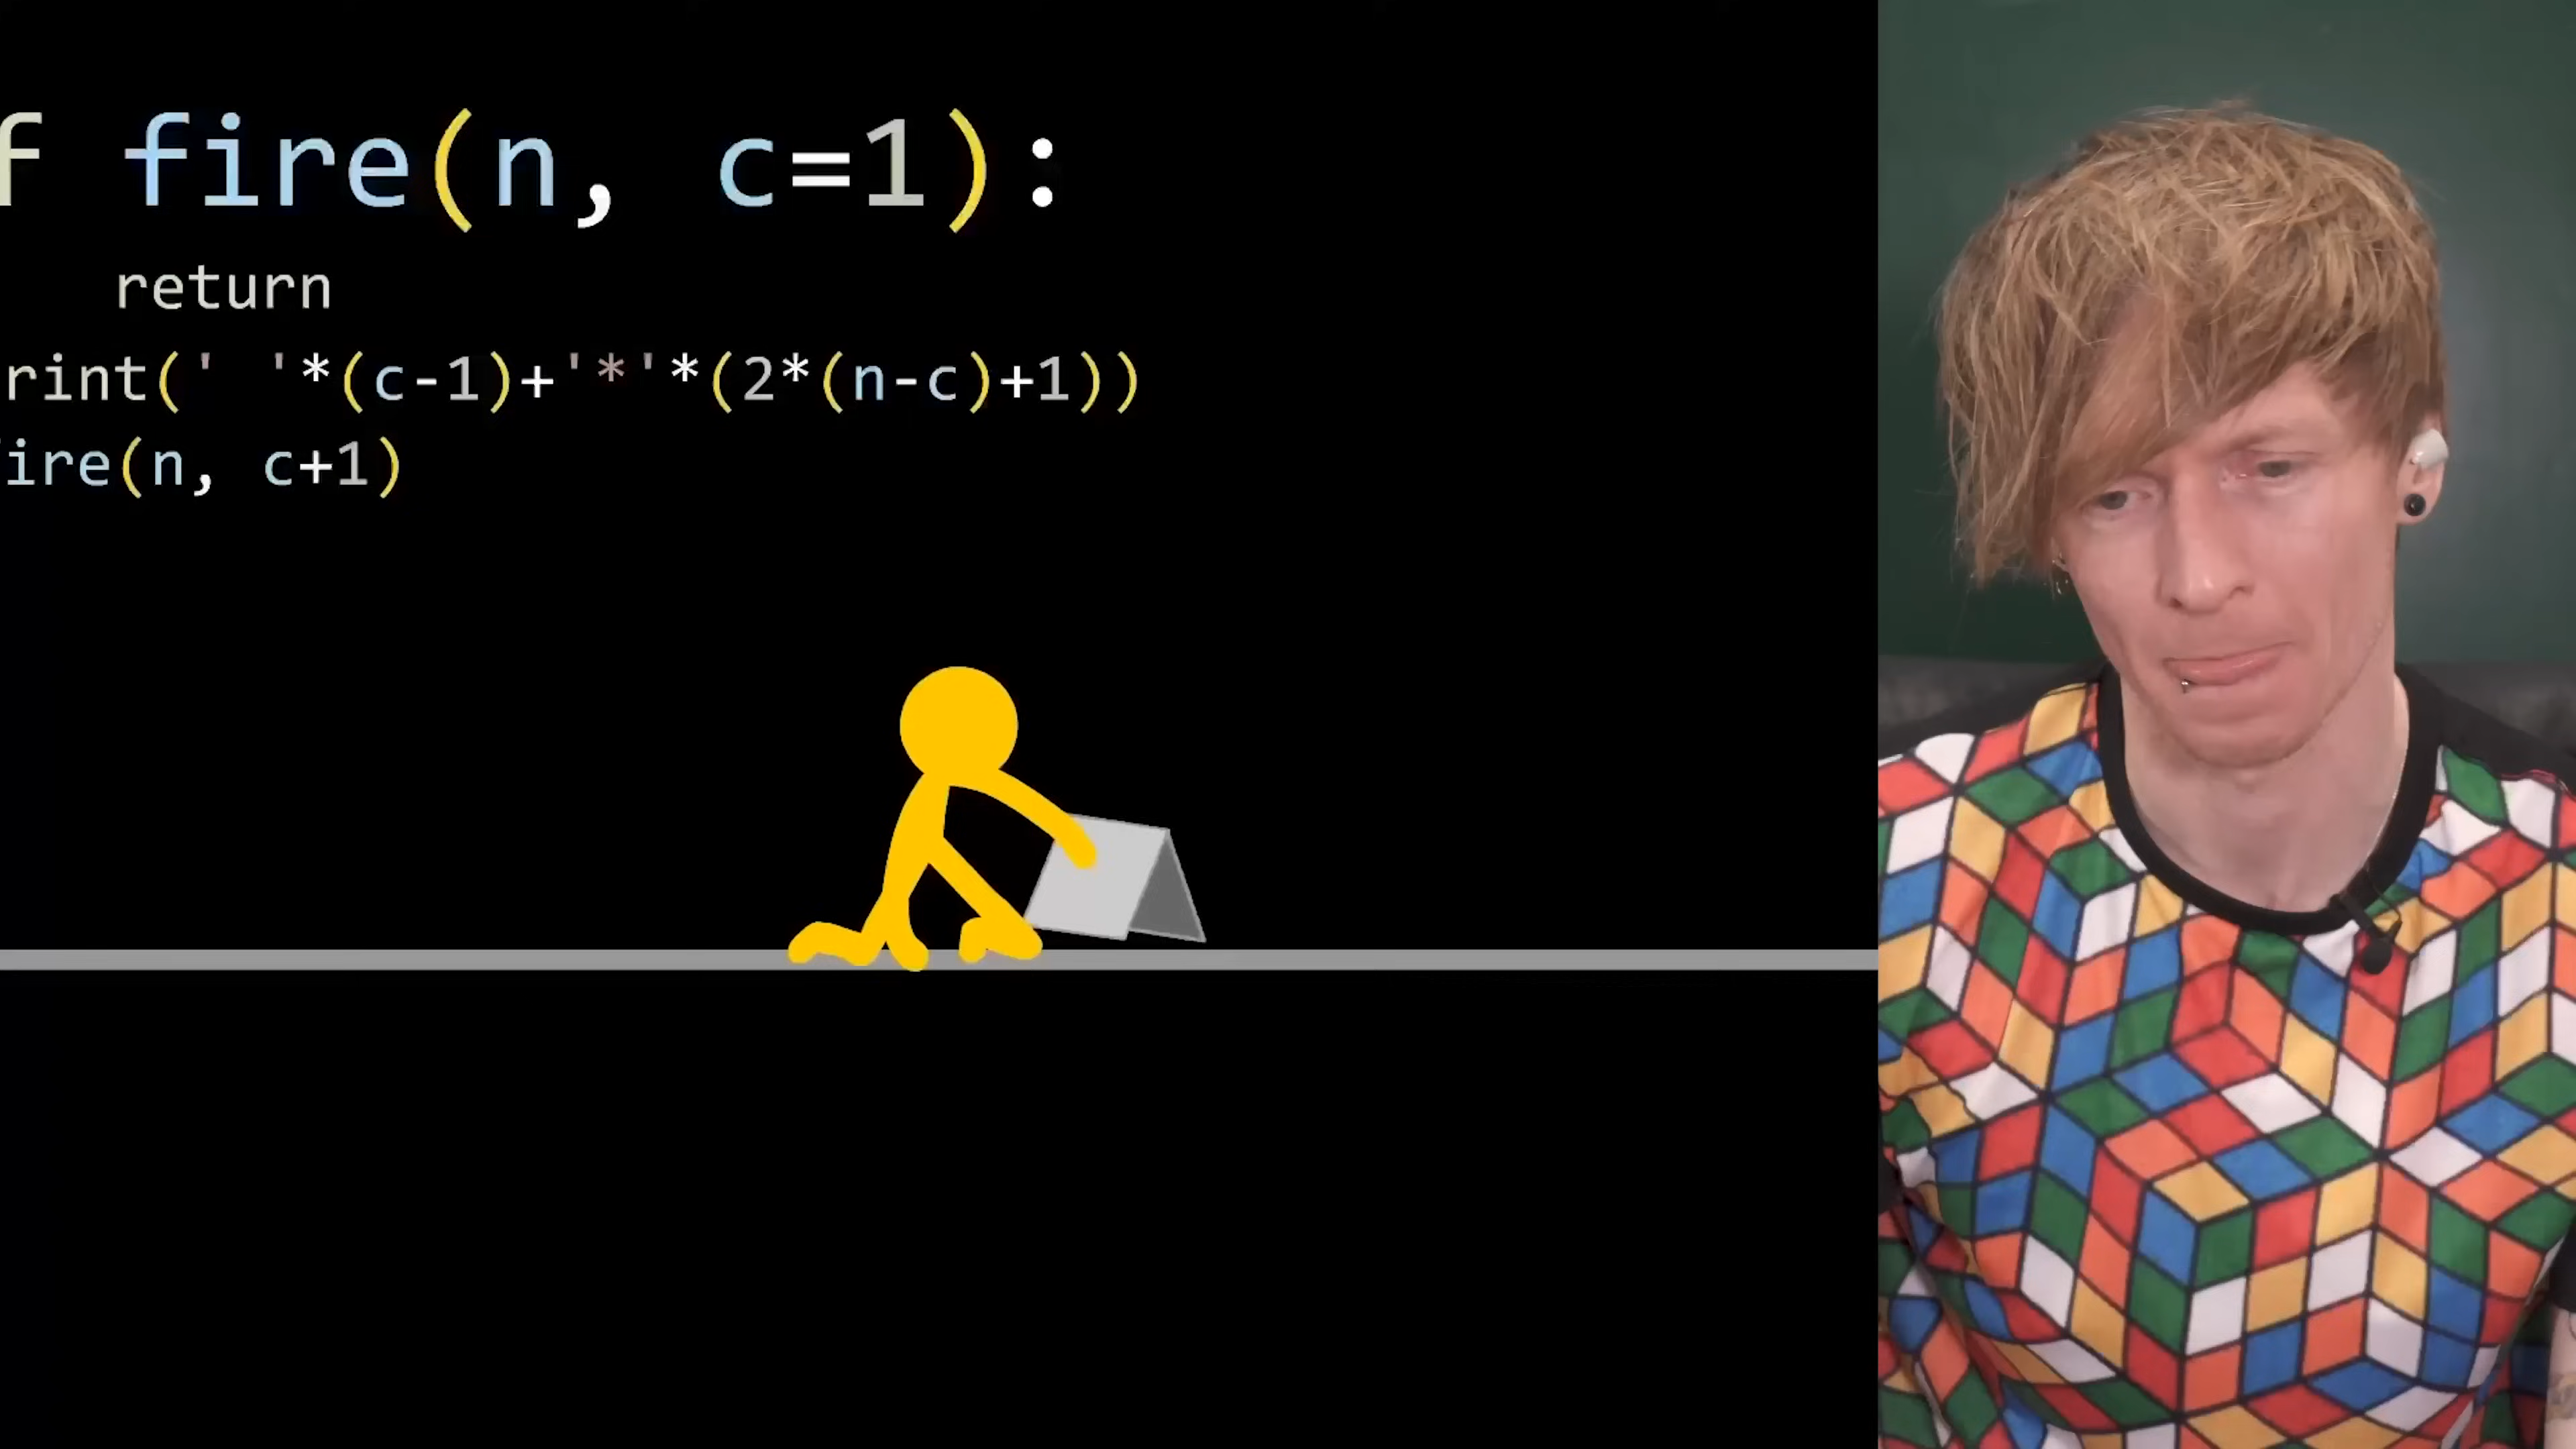 f fire(n, c=1):
return
rint(' '*(c-1)+'*'*(2*(n-c)+1))
ire(n, c+1)